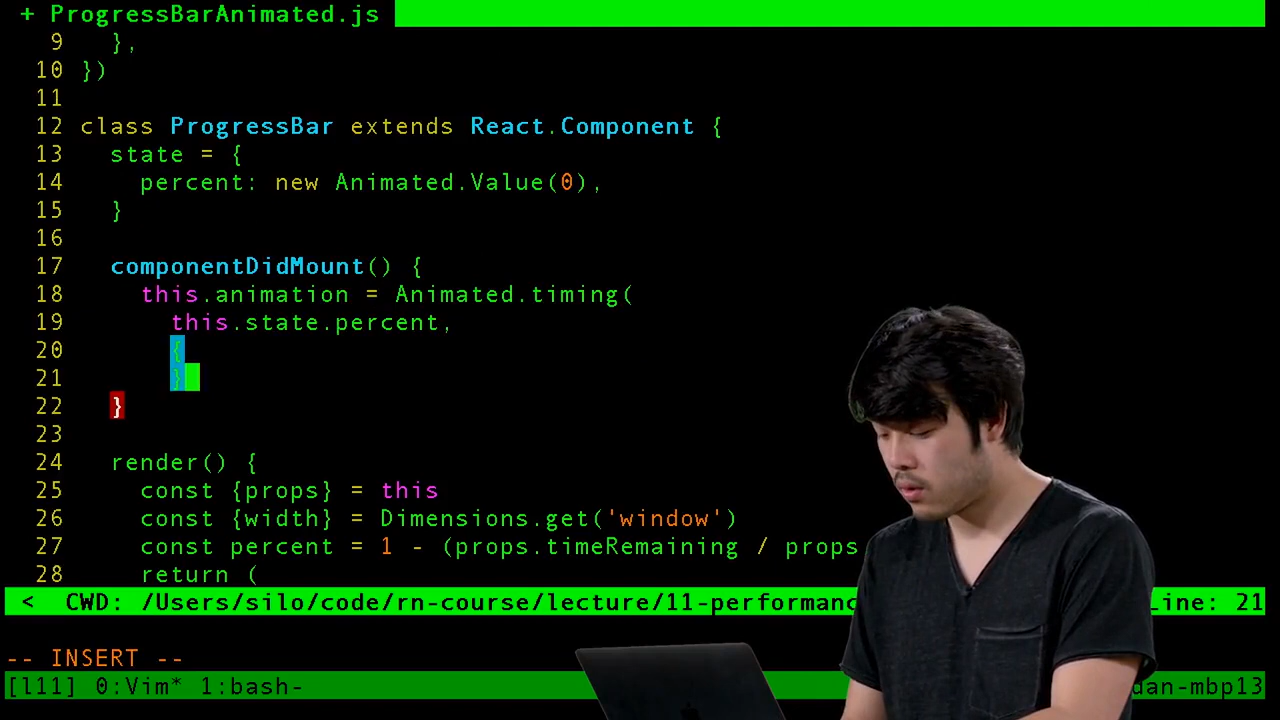 + ProgressBarAnimated.js
9 },
10 })
11
12 class ProgressBar extends React.Component {
13 state = {
14 percent: new Animated.Value(0),
15 }
16
17 componentDidMount() {
18 this.animation = Animated.timing(
19 this.state.percent,
20 {
21 }
22 }
23
24 render() {
25 const {props} = this
26 const {width} = Dimensions.get('window')
27 const percent = 1 - (props.timeRemaining / props
28 return (
< CWD: /Users/silo/code/rn-course/lecture/11-performanc Line: 21
-- INSERT --
[l11] 0:Vim* 1:bash- dan-mbp13